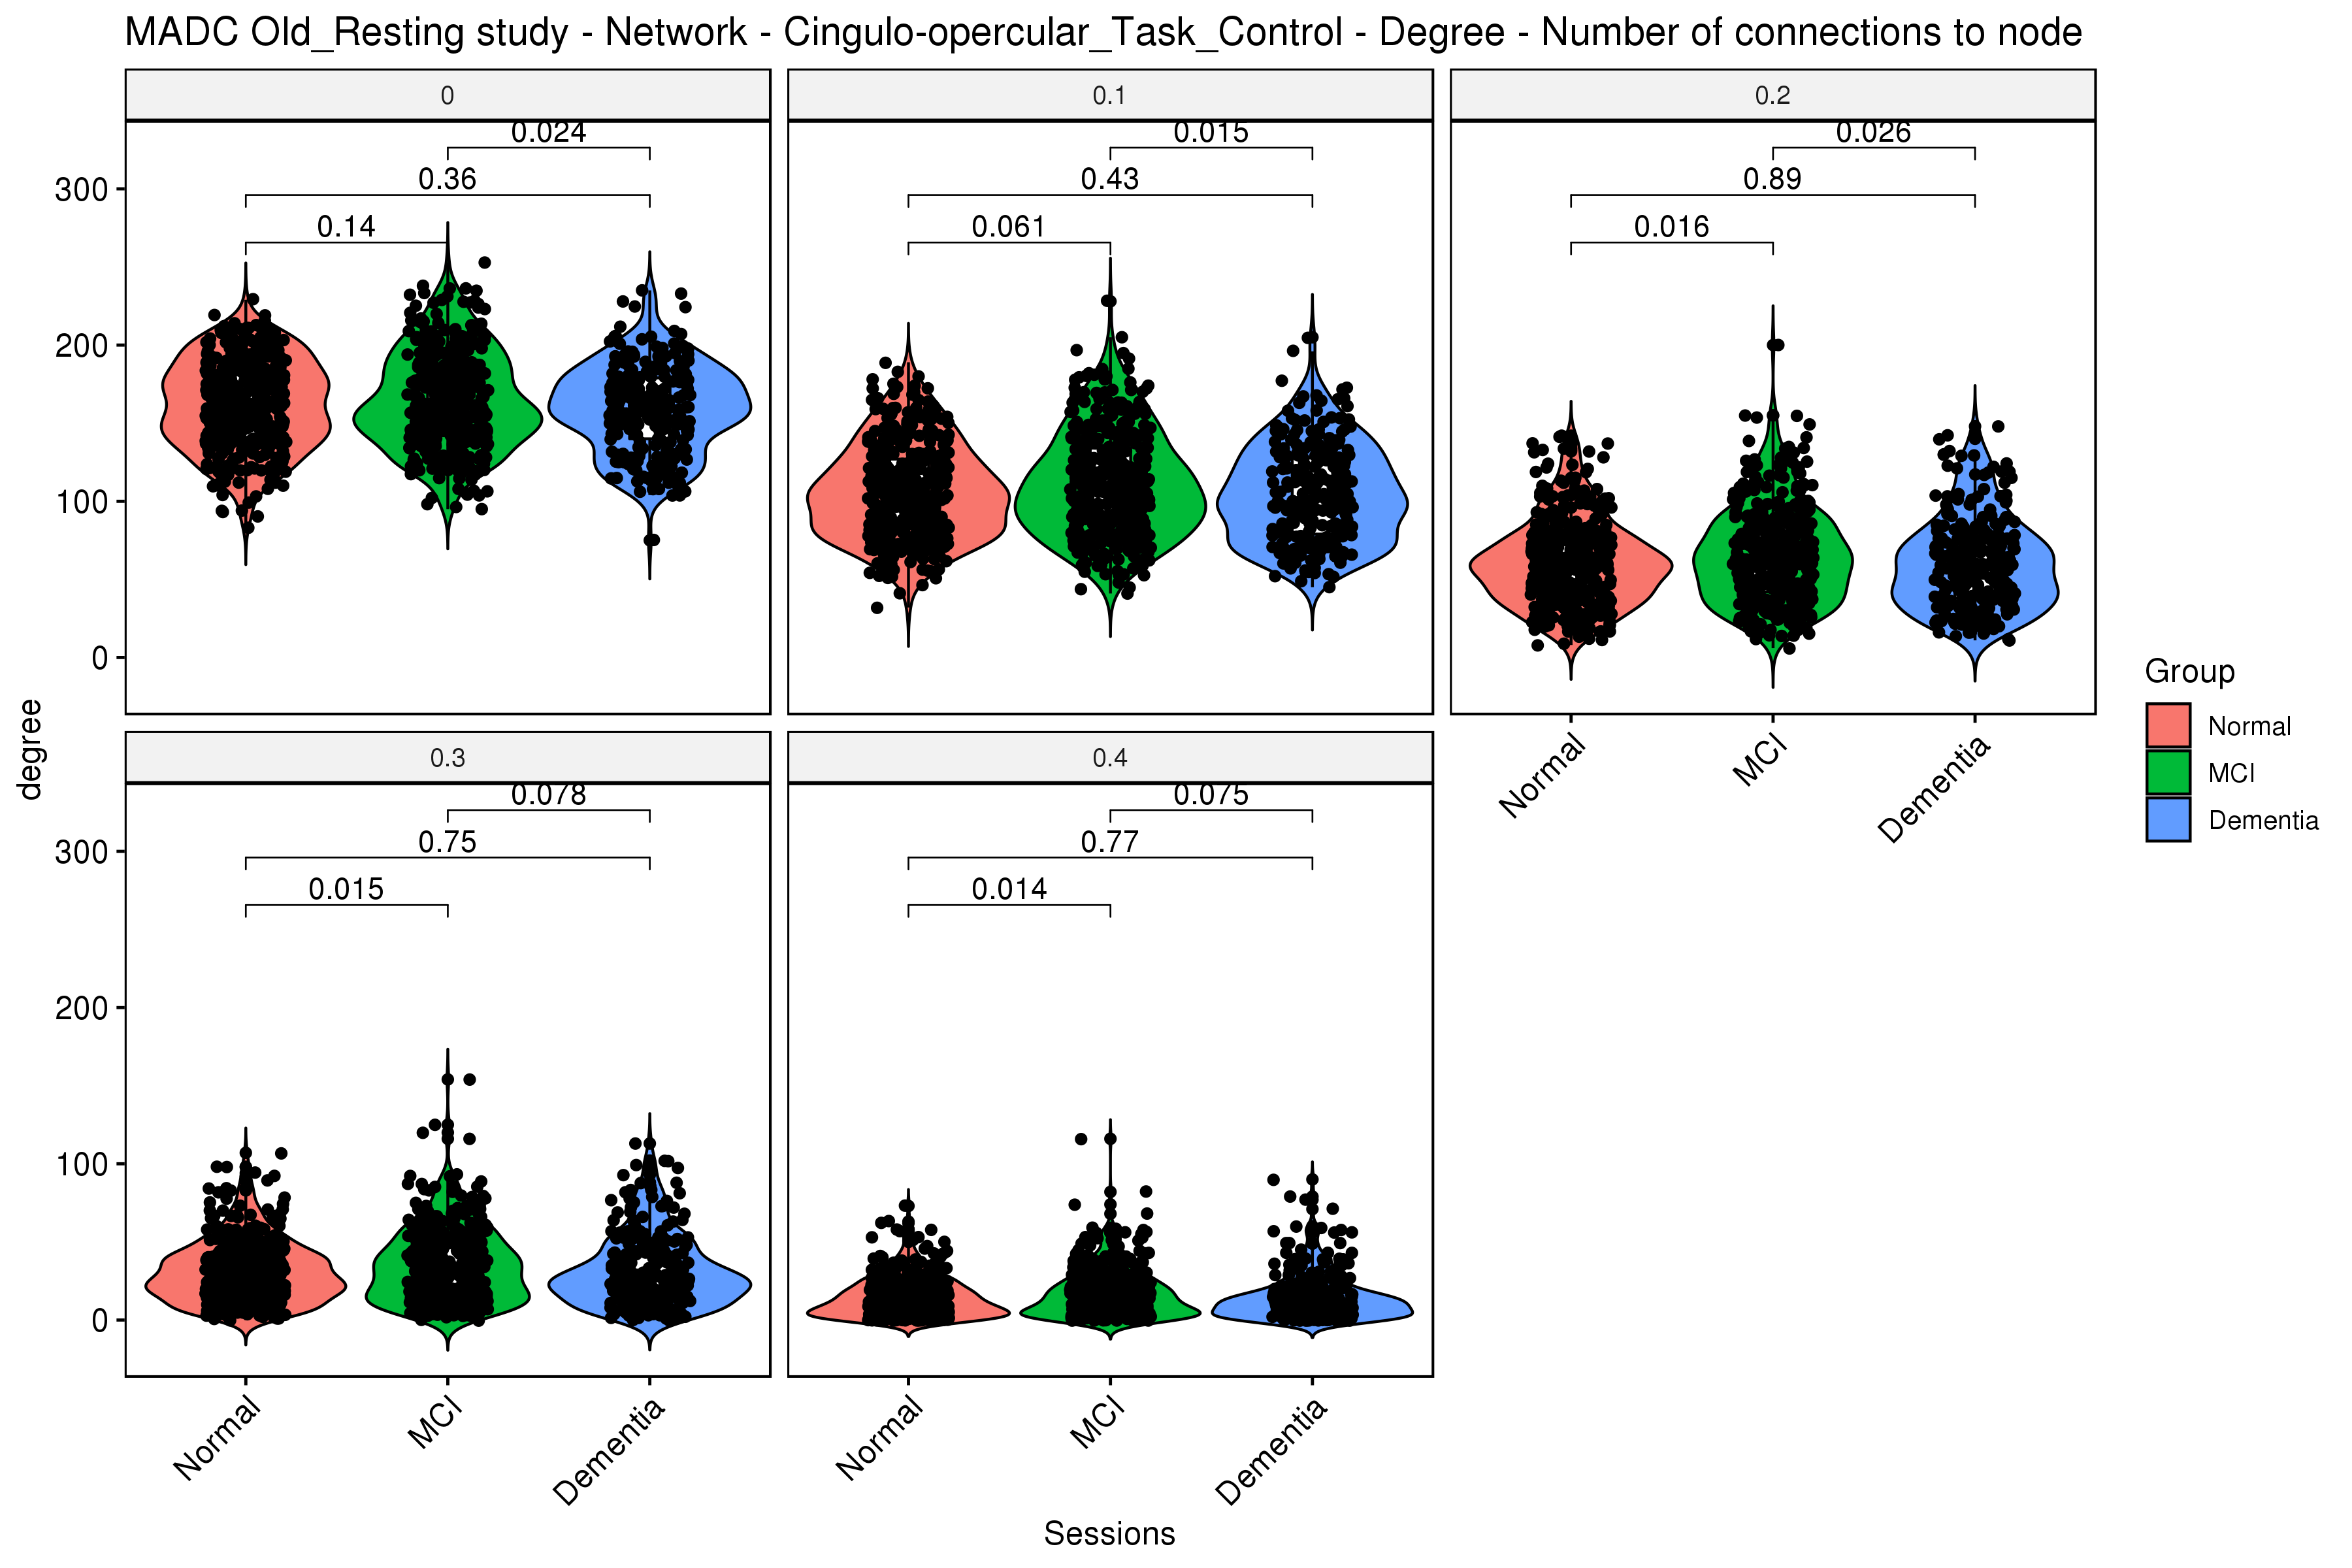 MADC Old_Resting study - Network - Cingulo-opercular_Task_Control - Degree - Number of connections to node
0
0.1
0.2
0.024
0.36
0.14
0.015
0.43
0.061
0.026
0.89
0.016
300
200
100
0
Normal
MCI
Dementia
0.3
0.4
0.078
0.75
0.015
0.075
0.77
0.014
300
200
100
0
Normal
MCI
Dementia
Normal
MCI
Dementia
degree
Sessions
Group
Normal
MCI
Dementia